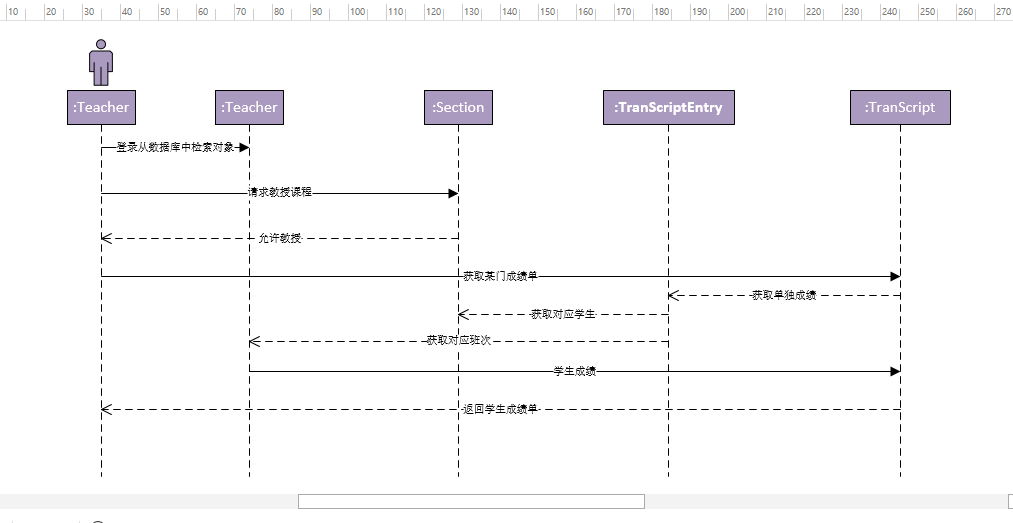 10 20 30 40 50 60 70 80 90 100 110 120 130 140 150 160 170 180 190 200 210 220 230 240 250 260 270
:Teacher :Teacher :Section :TranScriptEntry :TranScript
登录从数据库中检索对象
请求教授课程
允许教授
获取某门成绩单
获取单独成绩
获取对应学生
获取对应班次
学生成绩
返回学生成绩单